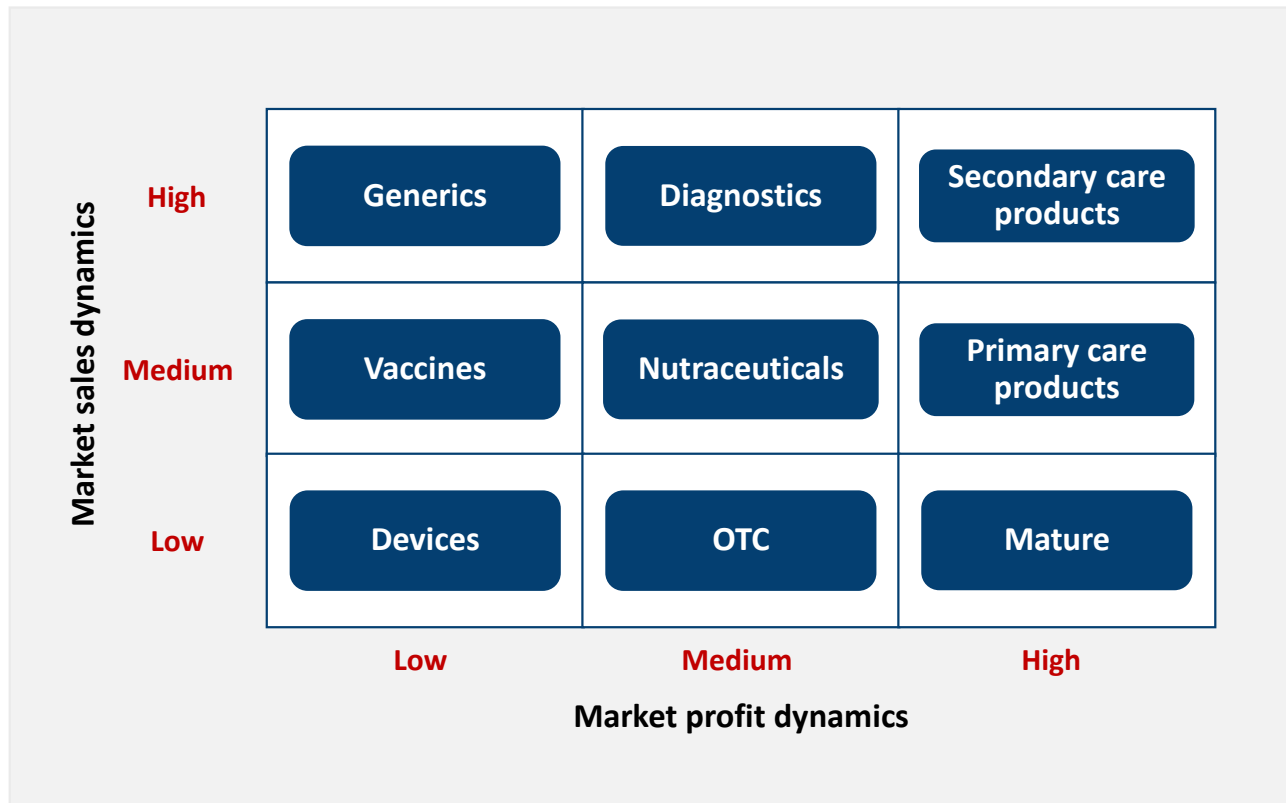 Market sales dynamics
High
Generics
Diagnostics
Secondary care
products
Medium
Vaccines
Nutraceuticals
Primary care
products
Low
Devices
OTC
Mature
Low
Medium
High
Market profit dynamics